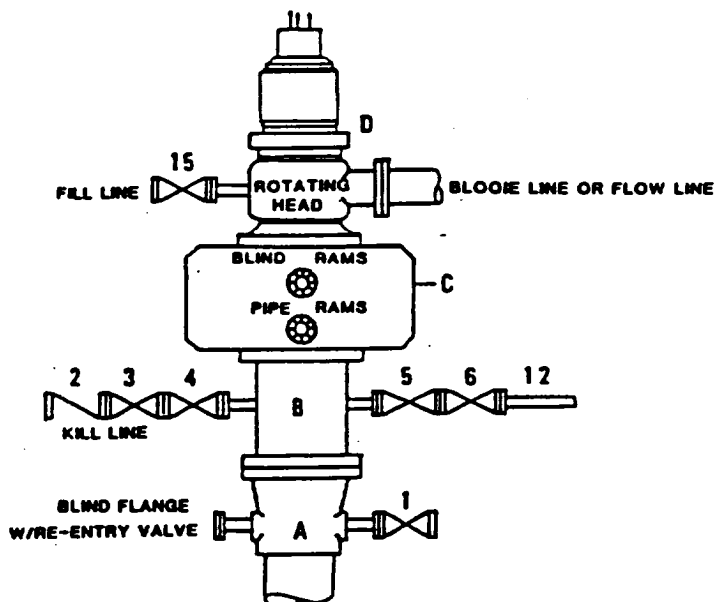 D
15
FILL LINE
ROTATING HEAD
BLOOIE LINE OR FLOW LINE
BLIND RAMS
C
PIPE RAMS
2 3 4
5 6 12
B
KILL LINE
BLIND FLANGE
W/RE-ENTRY VALVE
A
1